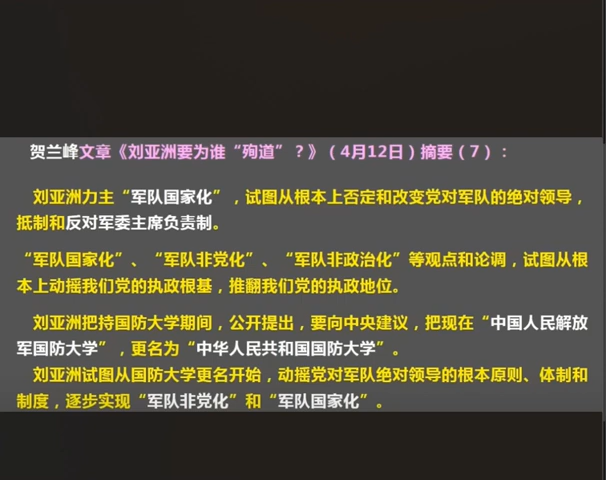 贺兰峰文章《刘亚洲要为谁“殉道”？》（4月12日）摘要（7）：
刘亚洲力主“军队国家化”，试图从根本上否定和改变党对军队的绝对领导，
抵制和反对军委主席负责制。
“军队国家化”、“军队非党化”、“军队非政治化”等观点和论调，试图从根
本上动摇我们党的执政根基，推翻我们党的执政地位。
刘亚洲把持国防大学期间，公开提出，要向中央建议，把现在“中国人民解放
军国防大学”，更名为“中华人民共和国国防大学”。
刘亚洲试图从国防大学更名开始，动摇党对军队绝对领导的根本原则、体制和
制度，逐步实现“军队非党化”和“军队国家化”。